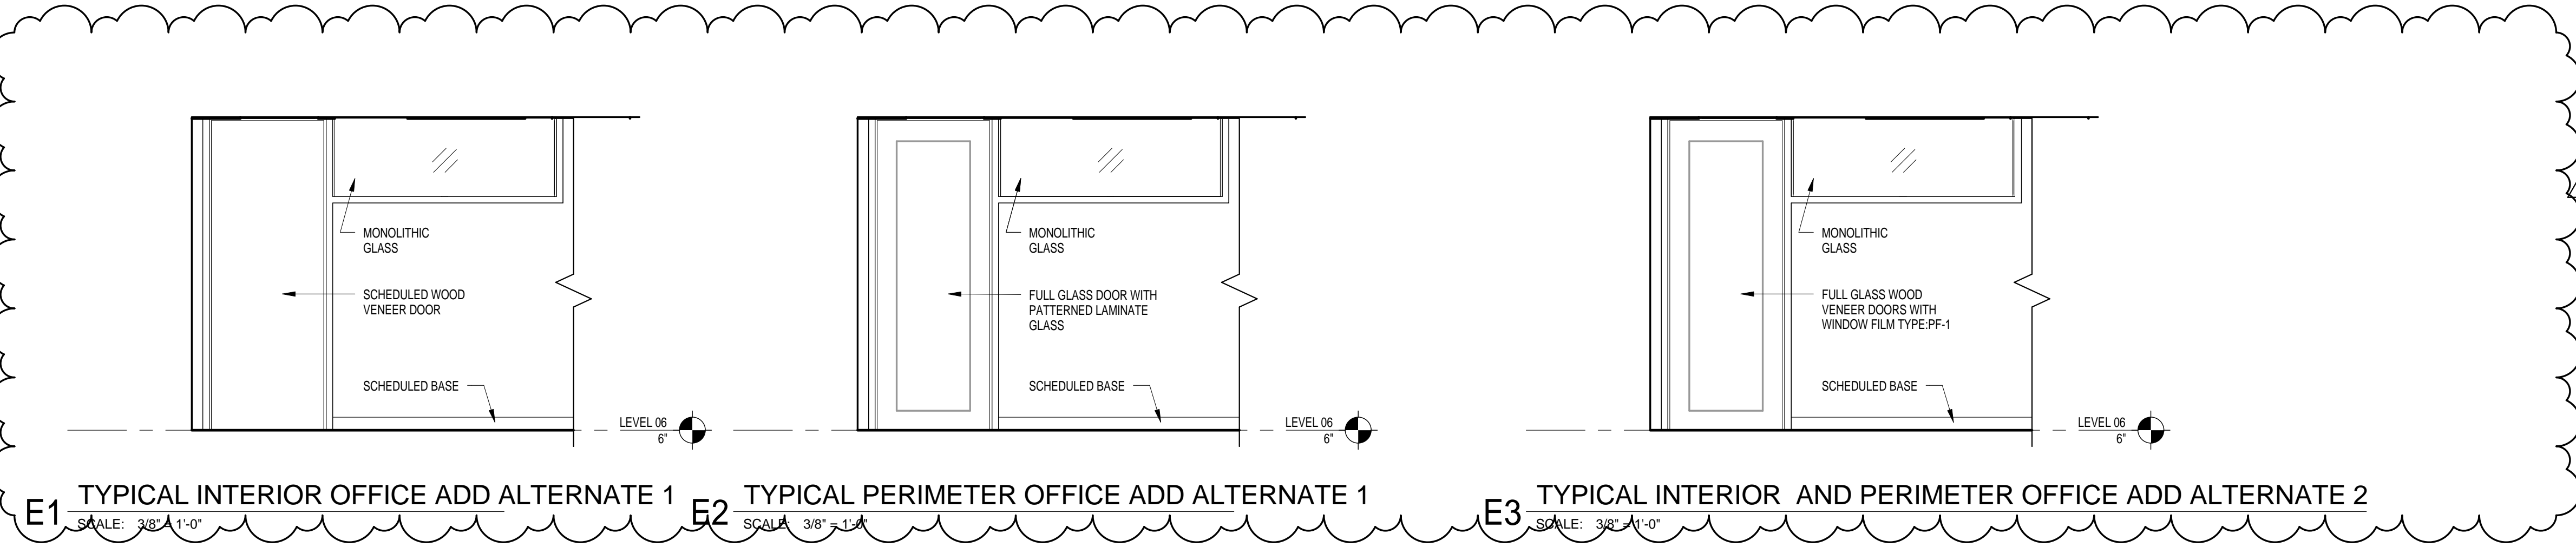 MONOLITHIC
GLASS
SCHEDULED WOOD
VENEER DOOR
SCHEDULED BASE
LEVEL 06
6"
E1
TYPICAL INTERIOR OFFICE ADD ALTERNATE 1
SCALE: 3/8" = 1'-0"
MONOLITHIC
GLASS
FULL GLASS DOOR WITH
PATTERNED LAMINATE
GLASS
SCHEDULED BASE
LEVEL 06
6"
E2
TYPICAL PERIMETER OFFICE ADD ALTERNATE 1
SCALE: 3/8" = 1'-0"
MONOLITHIC
GLASS
FULL GLASS WOOD
VENEER DOORS WITH
WINDOW FILM TYPE:PF-1
SCHEDULED BASE
LEVEL 06
6"
E3
TYPICAL INTERIOR AND PERIMETER OFFICE ADD ALTERNATE 2
SCALE: 3/8" = 1'-0"